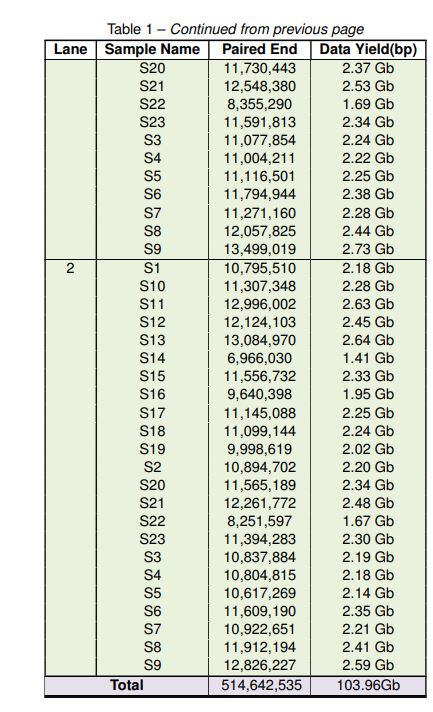 Table 1 – Continued from previous page
Lane Sample Name Paired End Data Yield(bp)
S20 11,730,443 2.37 Gb
S21 12,548,380 2.53 Gb
S22 8,355,290 1.69 Gb
S23 11,591,813 2.34 Gb
S3 11,077,854 2.24 Gb
S4 11,004,211 2.22 Gb
S5 11,116,501 2.25 Gb
S6 11,794,944 2.38 Gb
S7 11,271,160 2.28 Gb
S8 12,057,825 2.44 Gb
S9 13,499,019 2.73 Gb
2 S1 10,795,510 2.18 Gb
S10 11,307,348 2.28 Gb
S11 12,996,002 2.63 Gb
S12 12,124,103 2.45 Gb
S13 13,084,970 2.64 Gb
S14 6,966,030 1.41 Gb
S15 11,556,732 2.33 Gb
S16 9,640,398 1.95 Gb
S17 11,145,088 2.25 Gb
S18 11,099,144 2.24 Gb
S19 9,998,619 2.02 Gb
S2 10,894,702 2.20 Gb
S20 11,565,189 2.34 Gb
S21 12,261,772 2.48 Gb
S22 8,251,597 1.67 Gb
S23 11,394,283 2.30 Gb
S3 10,837,884 2.19 Gb
S4 10,804,815 2.18 Gb
S5 10,617,269 2.14 Gb
S6 11,609,190 2.35 Gb
S7 10,922,651 2.21 Gb
S8 11,912,194 2.41 Gb
S9 12,826,227 2.59 Gb
Total 514,642,535 103.96Gb